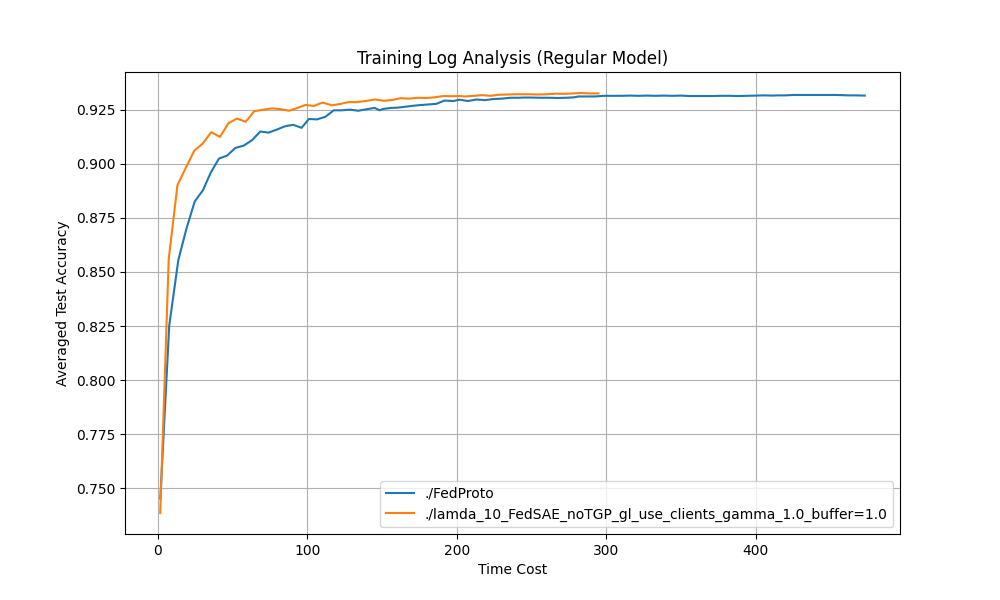 Training Log Analysis (Regular Model)
Averaged Test Accuracy
0.925
0.900
0.875
0.850
0.825
0.800
0.775
0.750
./FedProto
./lamda_10_FedSAE_noTGP_gl_use_clients_gamma_1.0_buffer=1.0
0 100 200 300 400
Time Cost